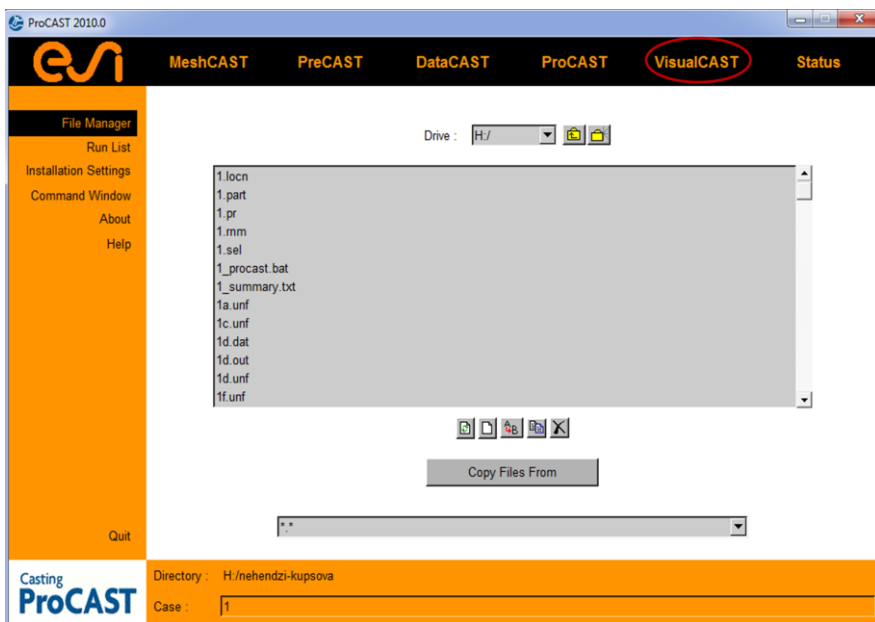 ProCAST 2010.0
esi MeshCAST PreCAST DataCAST ProCAST VisualCAST Status
File Manager
Run List
Installation Settings
Command Window
About
Help
Quit
Drive : H:/
1.locn
1.part
1.pr
1.rnm
1.sel
1_procast.bat
1_summary.txt
1a.unf
1c.unf
1d.dat
1d.out
1d.unf
1f.unf
A B
Copy Files From
*.*
Casting
ProCAST
Directory : H:/nehendzi-kupsova
Case : 1